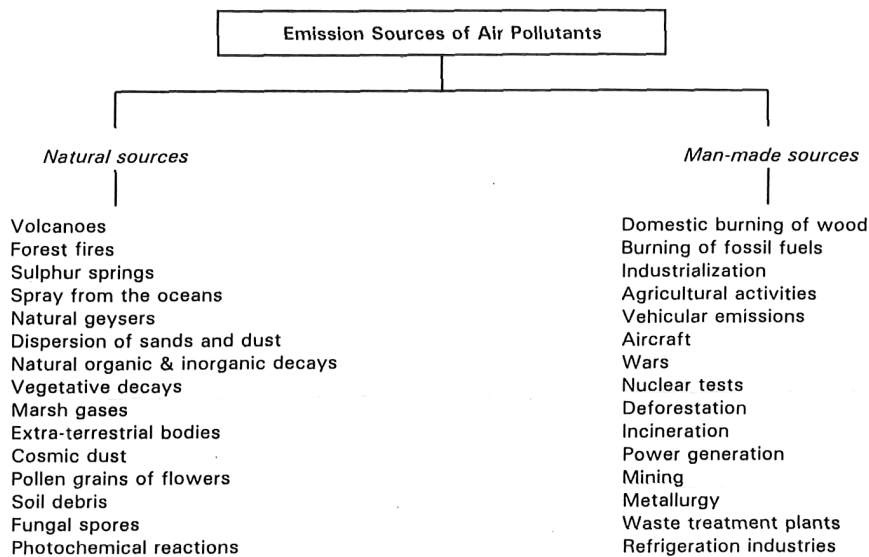 Emission Sources of Air Pollutants
Natural sources
Volcanoes
Forest fires
Sulphur springs
Spray from the oceans
Natural geysers
Dispersion of sands and dust
Natural organic & inorganic decays
Vegetative decays
Marsh gases
Extra-terrestrial bodies
Cosmic dust
Pollen grains of flowers
Soil debris
Fungal spores
Photochemical reactions
Man-made sources
Domestic burning of wood
Burning of fossil fuels
Industrialization
Agricultural activities
Vehicular emissions
Aircraft
Wars
Nuclear tests
Deforestation
Incineration
Power generation
Mining
Metallurgy
Waste treatment plants
Refrigeration industries